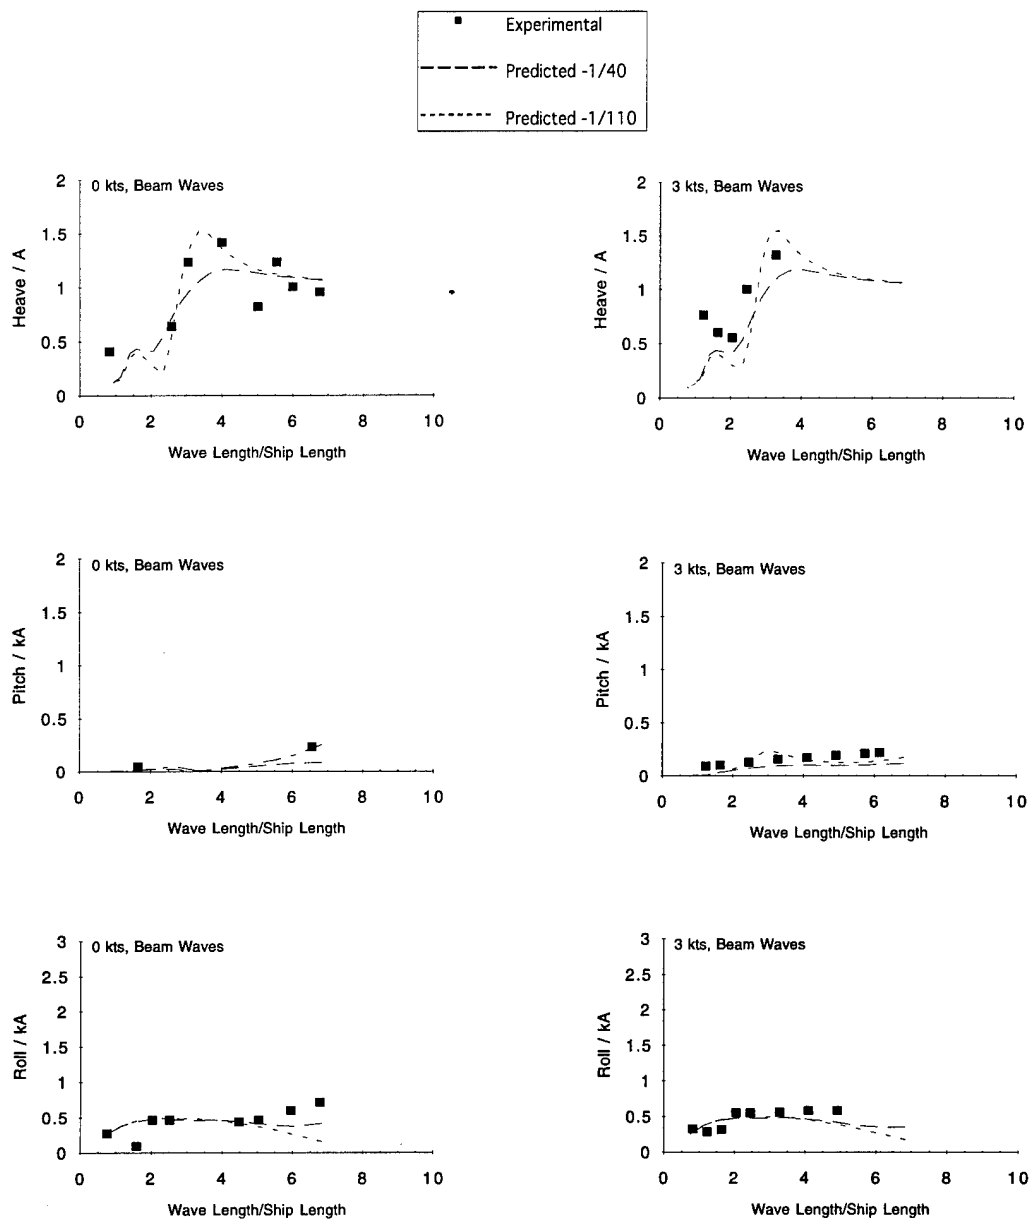 Experimental
Predicted -1/40
Predicted -1/110
0 kts, Beam Waves
2
1.5
1
0.5
0
Heave / A
0 2 4 6 8 10
Wave Length/Ship Length
3 kts, Beam Waves
2
1.5
1
0.5
0
Heave / A
0 2 4 6 8 10
Wave Length/Ship Length
0 kts, Beam Waves
2
1.5
1
0.5
0
Pitch / kA
0 2 4 6 8 10
Wave Length/Ship Length
3 kts, Beam Waves
2
1.5
1
0.5
0
Pitch / kA
0 2 4 6 8 10
Wave Length/Ship Length
0 kts, Beam Waves
3
2.5
2
1.5
1
0.5
0
Roll / kA
0 2 4 6 8 10
Wave Length/Ship Length
3 kts, Beam Waves
3
2.5
2
1.5
1
0.5
0
Roll / kA
0 2 4 6 8 10
Wave Length/Ship Length